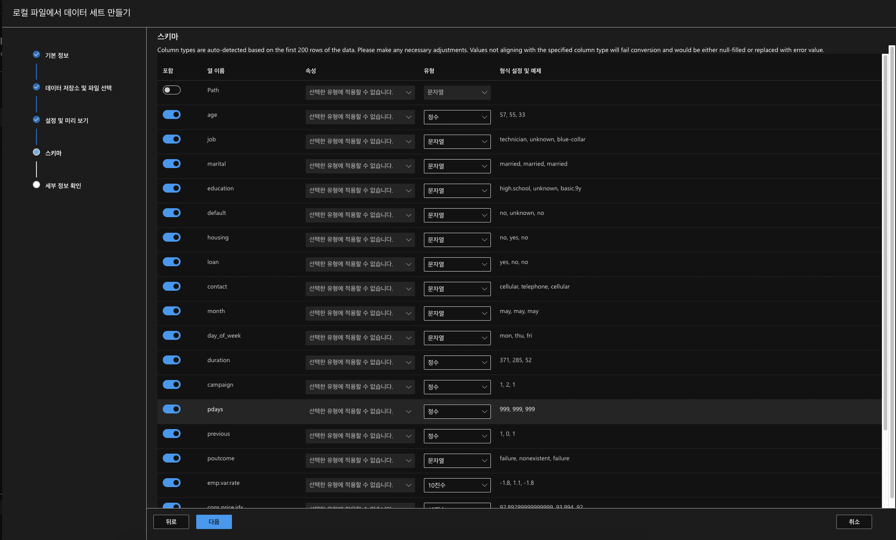 로컬 파일에서 데이터 세트 만들기
기본 정보
데이터 저장소 및 파일 선택
설정 및 미리 보기
스키마
세부 정보 확인
스키마
Column types are auto-detected based on the first 200 rows of the data. Please make any necessary adjustments. Values not aligning with the specified column type will fail conversion and would be either null-filled or replaced with error value.
포함 열 이름 속성 유형 형식 설정 및 예제
Path 선택한 유형에 적용할 수 없습니다. 문자열
age 선택한 유형에 적용할 수 없습니다. 정수 57, 55, 33
job 선택한 유형에 적용할 수 없습니다. 문자열 technician, unknown, blue-collar
marital 선택한 유형에 적용할 수 없습니다. 문자열 married, married, married
education 선택한 유형에 적용할 수 없습니다. 문자열 high.school, unknown, basic.9y
default 선택한 유형에 적용할 수 없습니다. 문자열 no, unknown, no
housing 선택한 유형에 적용할 수 없습니다. 문자열 no, yes, no
loan 선택한 유형에 적용할 수 없습니다. 문자열 yes, no, no
contact 선택한 유형에 적용할 수 없습니다. 문자열 cellular, telephone, cellular
month 선택한 유형에 적용할 수 없습니다. 문자열 may, may, may
day_of_week 선택한 유형에 적용할 수 없습니다. 문자열 mon, thu, fri
duration 선택한 유형에 적용할 수 없습니다. 정수 371, 285, 52
campaign 선택한 유형에 적용할 수 없습니다. 정수 1, 2, 1
pdays 선택한 유형에 적용할 수 없습니다. 정수 999, 999, 999
previous 선택한 유형에 적용할 수 없습니다. 정수 1, 0, 1
poutcome 선택한 유형에 적용할 수 없습니다. 문자열 failure, nonexistent, failure
emp.var.rate 선택한 유형에 적용할 수 없습니다. 10진수 -1.8, 1.1, -1.8
cons.price.idx
뒤로 다음 취소